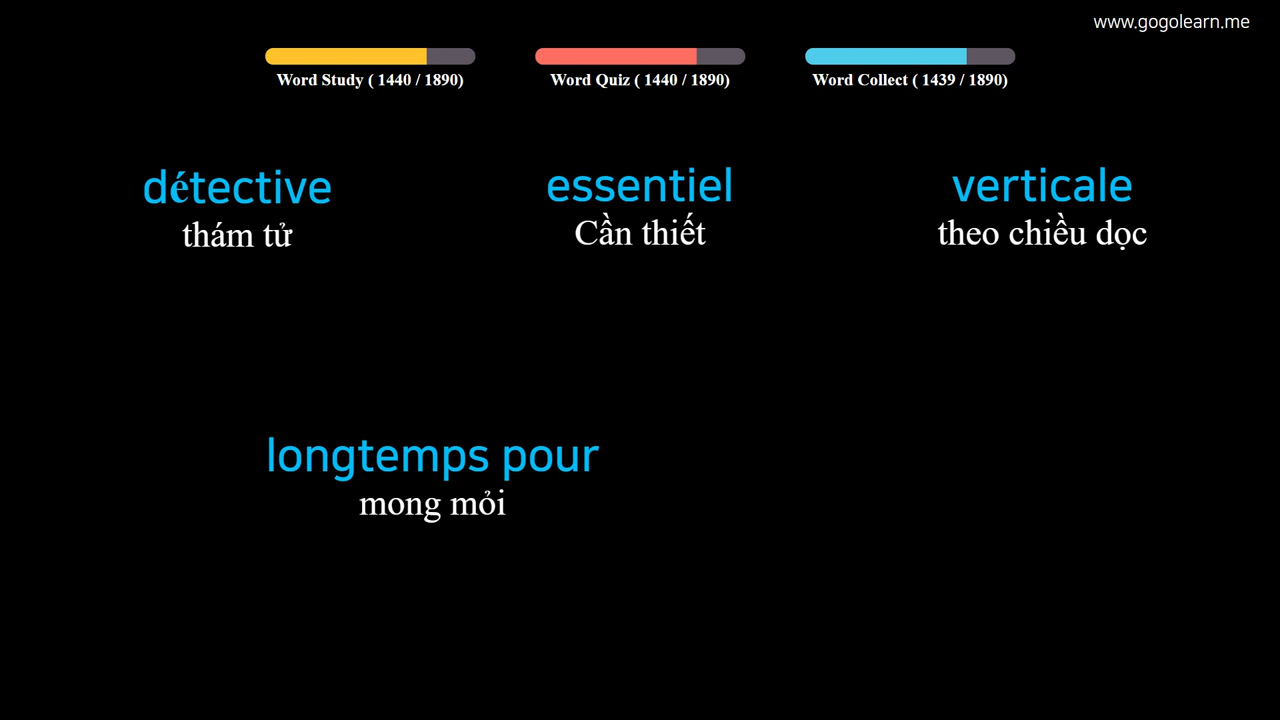 www.gogolearn.me
Word Study ( 1440 / 1890)
Word Quiz ( 1440 / 1890)
Word Collect ( 1439 / 1890)
détective
thám tử
essentiel
Cần thiết
verticale
theo chiều dọc
longtemps pour
mong mỏi